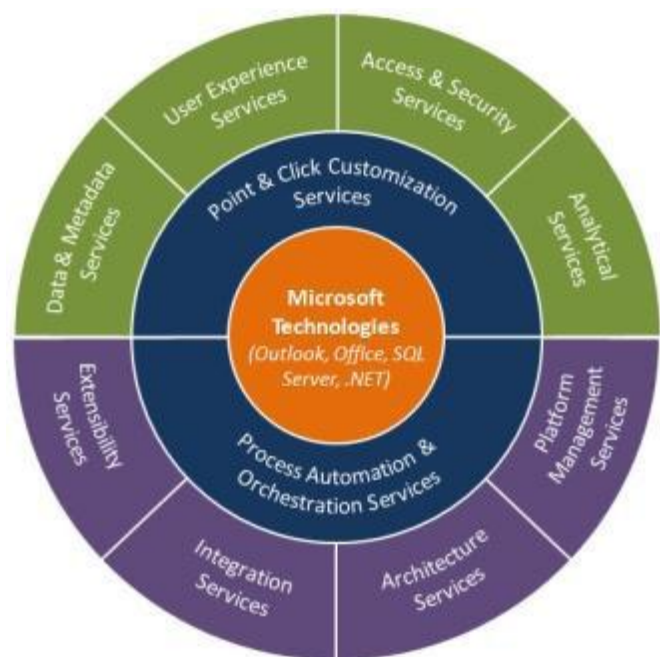 User Experience
Services
Access & Security
Services
Data & Metadata
Services
Analytical
Services
Point & Click Customization
Services
Microsoft
Technologies
(Outlook, Office, SQL
Server, .NET)
Process Automation &
Orchestration Services
Extensibility
Services
Platform
Management
Services
Integration
Services
Architecture
Services